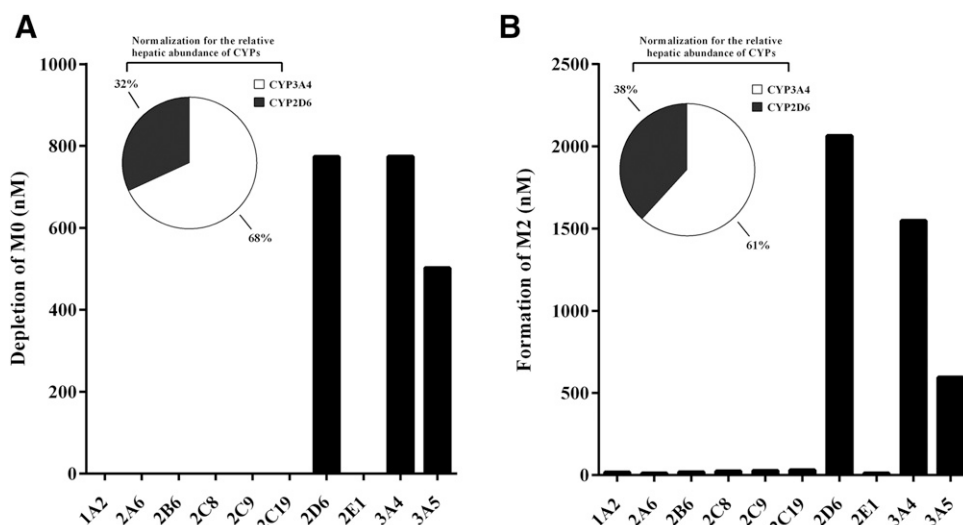 A
Normalization for the relative
hepatic abundance of CYPs
32%
CYP3A4
CYP2D6
68%
1000
800
600
400
200
0
Depletion of M0 (nM)
1A2
2A6
2B6
2C8
2C9
2C19
2D6
2E1
3A4
3A5
B
Normalization for the relative
hepatic abundance of CYPs
38%
CYP3A4
CYP2D6
61%
2500
2000
1500
1000
500
0
Formation of M2 (nM)
1A2
2A6
2B6
2C8
2C9
2C19
2D6
2E1
3A4
3A5